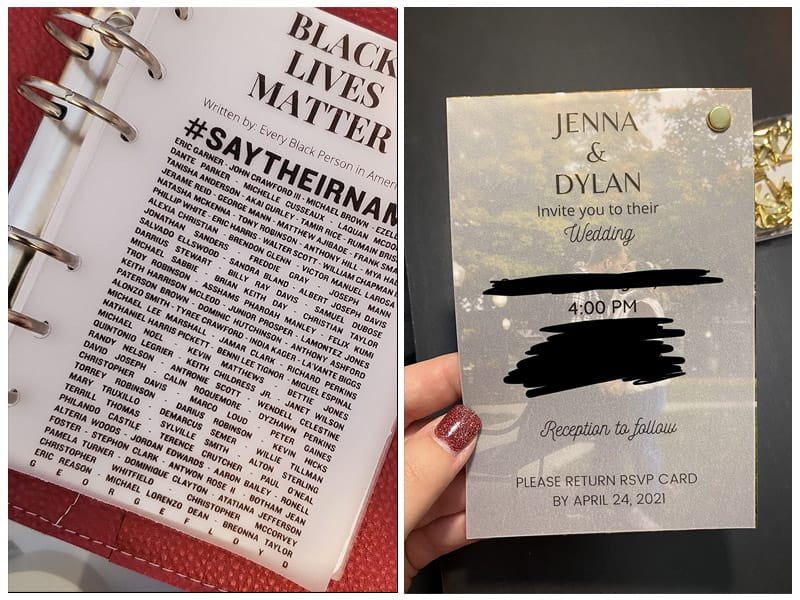 BLACK
LIVES
MATTER
Written by: Every Black Person in Ameri
#SAYTHEIRNAM
ERIC GARNER - JOHN CRAWFORD III - MICHAEL BROWN - EZELL
DANTE PARKER - MICHELLE CUSSEAUX - LAQUAN MCDO
TANISHA ANDERSON - AKAI GURLEY - TAMIR RICE - RUMAIN BRISB
JERAME REID - GEORGE MANN - MATTHEW AJIBADE - FRANK SMA
NATASHA MCKENNA - TONY ROBINSON - ANTHONY HILL - MYA HA
PHILLIP WHITE - ERIC HARRIS - WALTER SCOTT - WILLIAM CHAPMAN
ALEXIA CHRISTIAN - BRENDON GLENN - VICTOR MANUEL LAROSA
JONATHAN SANDERS - FREDDIE GRAY - JOSEPH MANN
SALVADO ELLSWOOD - SANDRA BLAND - ALBERT JOSEPH DAVIS
DARRIUS STEWART - BILLY RAY DAVIS - SAMUEL DUBOSE
MICHAEL SABBIE - BRIAN KEITH DAY - CHRISTIAN TAYLOR
TROY ROBINSON - ASSHAMS PHAROAH MANLEY - FELIX KUMI
KEITH HARRISON MCLEOD - JUNIOR PROSPER - LAMONTEZ JONES
PATERSON BROWN - DOMINIC HUTCHINSON - ANTHONY ASHFORD
ALONZO SMITH - TYREE CRAWFORD - INDIA KAGER - LA'VANTE BIGGS
MICHAEL LEE MARSHALL - JAMAR CLARK - RICHARD PERKINS
NATHANIEL HARRIS PICKETT - BENNI LEE TIGNOR - MIGUEL ESPINAL
MICHAEL NOEL - KEVIN MATTHEWS - BETTIE JONES
QUINTONIO LEGRIER - KEITH CHILDRESS JR. - JANET WILSON
RANDY NELSON - ANTRONIE SCOTT - WENDELL CELESTINE
DAVID JOSEPH - CALIN ROQUEMORE - DYZHAWN PERKINS
CHRISTOPHER DAVIS - MARCO LOUD - PETER GAINES
TORREY ROBINSON - DARIUS ROBINSON - KEVIN HICKS
MARY TRUXILLO - DEMARCUS SEMER - WILLIE TILLMAN
TERRILL THOMAS - SYLVILLE SMITH - ALTON STERLING
PHILANDO CASTILE - TERENCE CRUTCHER - PAUL O'NEAL
ALTERIA WOODS - JORDAN EDWARDS - AARON BAILEY - RONELL
FOSTER - STEPHON CLARK - ANTWON ROSE II - BOTHAM JEAN
PAMELA TURNER - DOMINIQUE CLAYTON - ATATIANA JEFFERSON
CHRISTOPHER WHITFIELD - CHRISTOPHER MCCORVEY
ERIC REASON - MICHAEL LORENZO DEAN - BREONNA TAYLOR
G E O R G E F L O Y D
JENNA
&
DYLAN
Invite you to their
Wedding
4:00 PM
Reception to follow
PLEASE RETURN RSVP CARD
BY APRIL 24, 2021